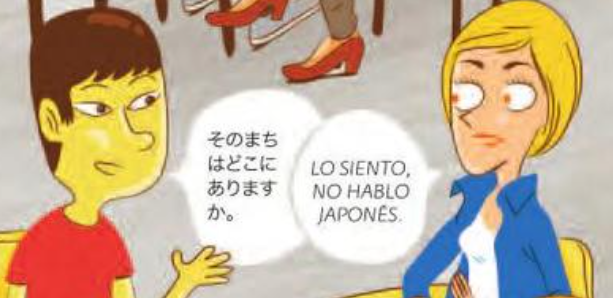 そのまち
はどこに
あります
か。
LO SIENTO,
NO HABLO
JAPONÉS.